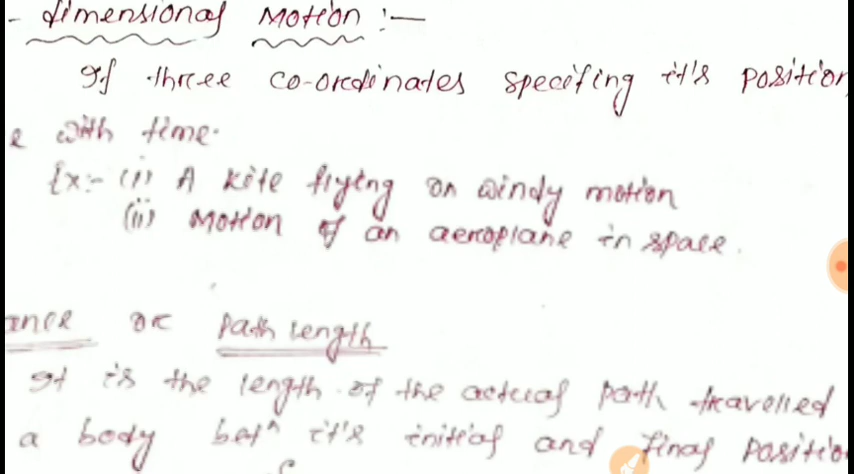 - dimensional Motion :-
If three co-ordinates specifing it's position
e with time.
Ex:- (i) A kite flying on windy motion
(ii) Motion of an aeroplane in space.
ance or Path length
It is the length of the actual path travelled
a body betn it's initial and final position